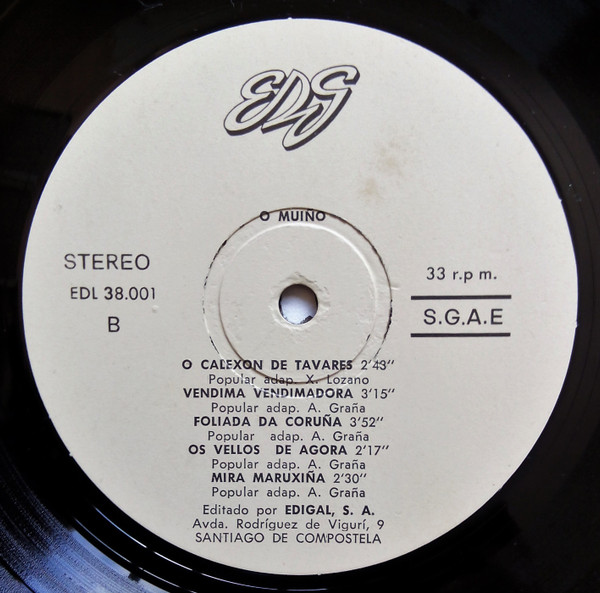 EDG
O MUIÑO
STEREO
33 r.p m.
EDL 38.001
B
S.G.A.E
O CALEXON DE TAVARES 2'43"
Popular adap. X. Lozano
VENDIMA VENDIMADORA 3'15"
Popular adap. A. Graña
FOLIADA DA CORUÑA 3'52"
Popular adap. A. Graña
OS VELLOS DE AGORA 2'17"
Popular adap. A. Graña
MIRA MARUXIÑA 2'30"
Popular adap. A. Graña
Editado por EDIGAL, S. A.
Avda. Rodríguez de Vigurí, 9
SANTIAGO DE COMPOSTELA